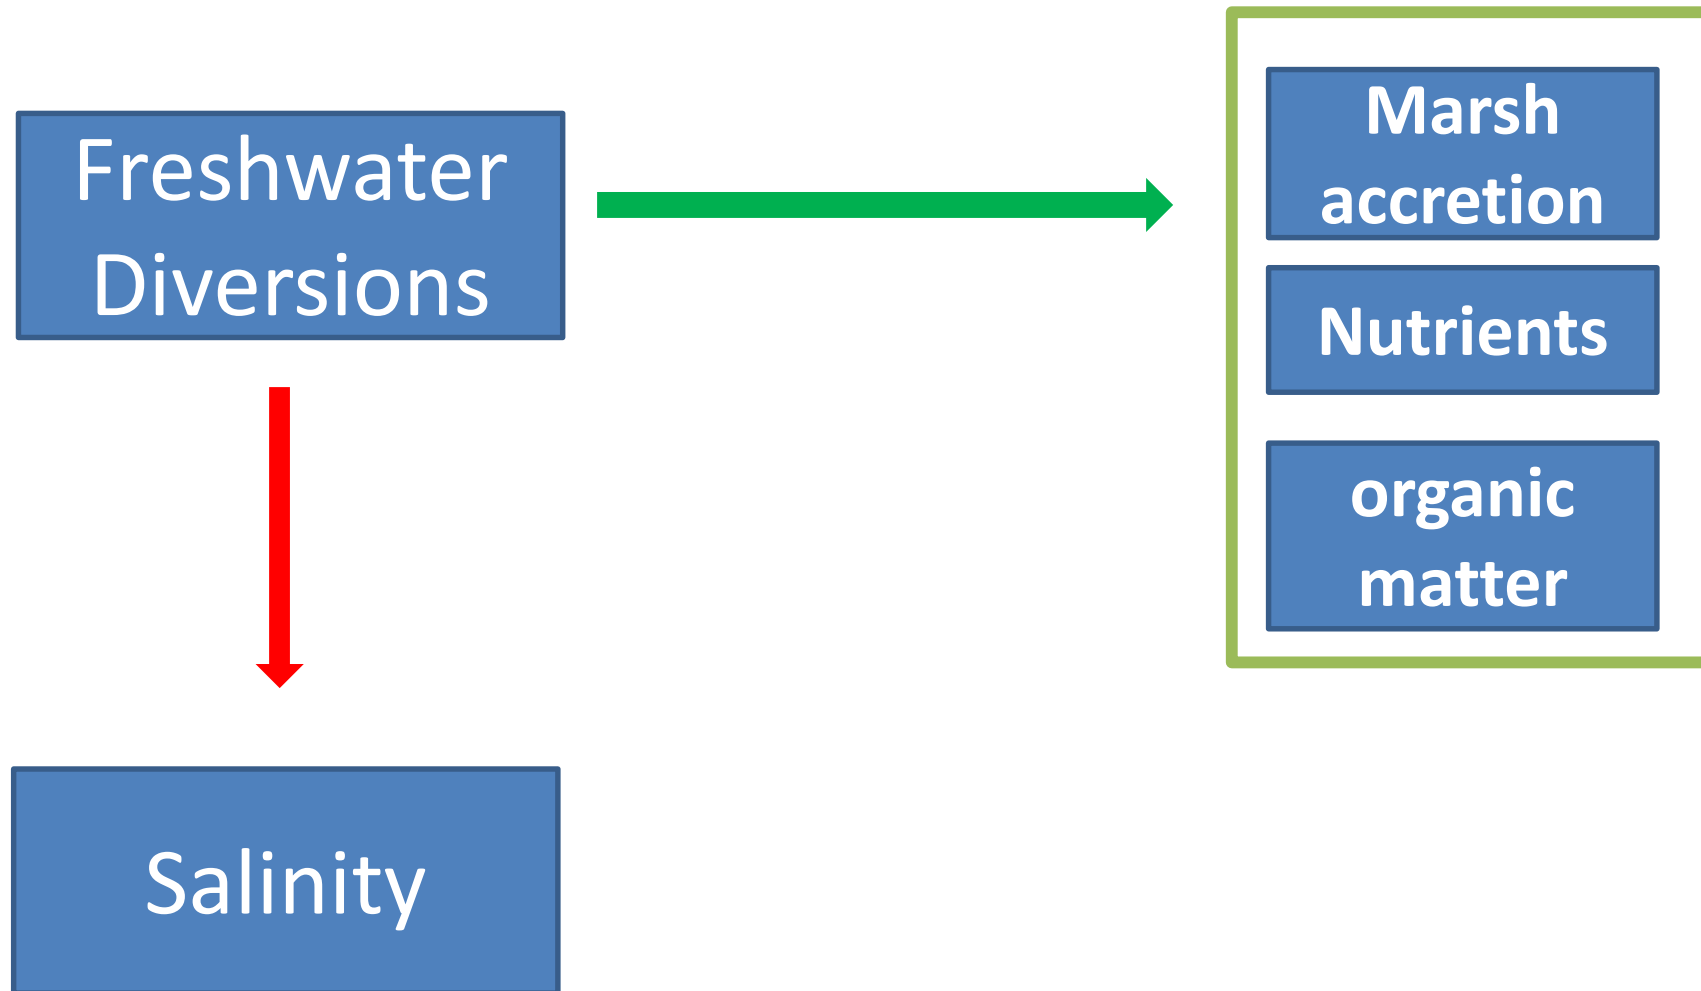 Freshwater
Diversions
Marsh
accretion
Nutrients
organic
matter
Salinity